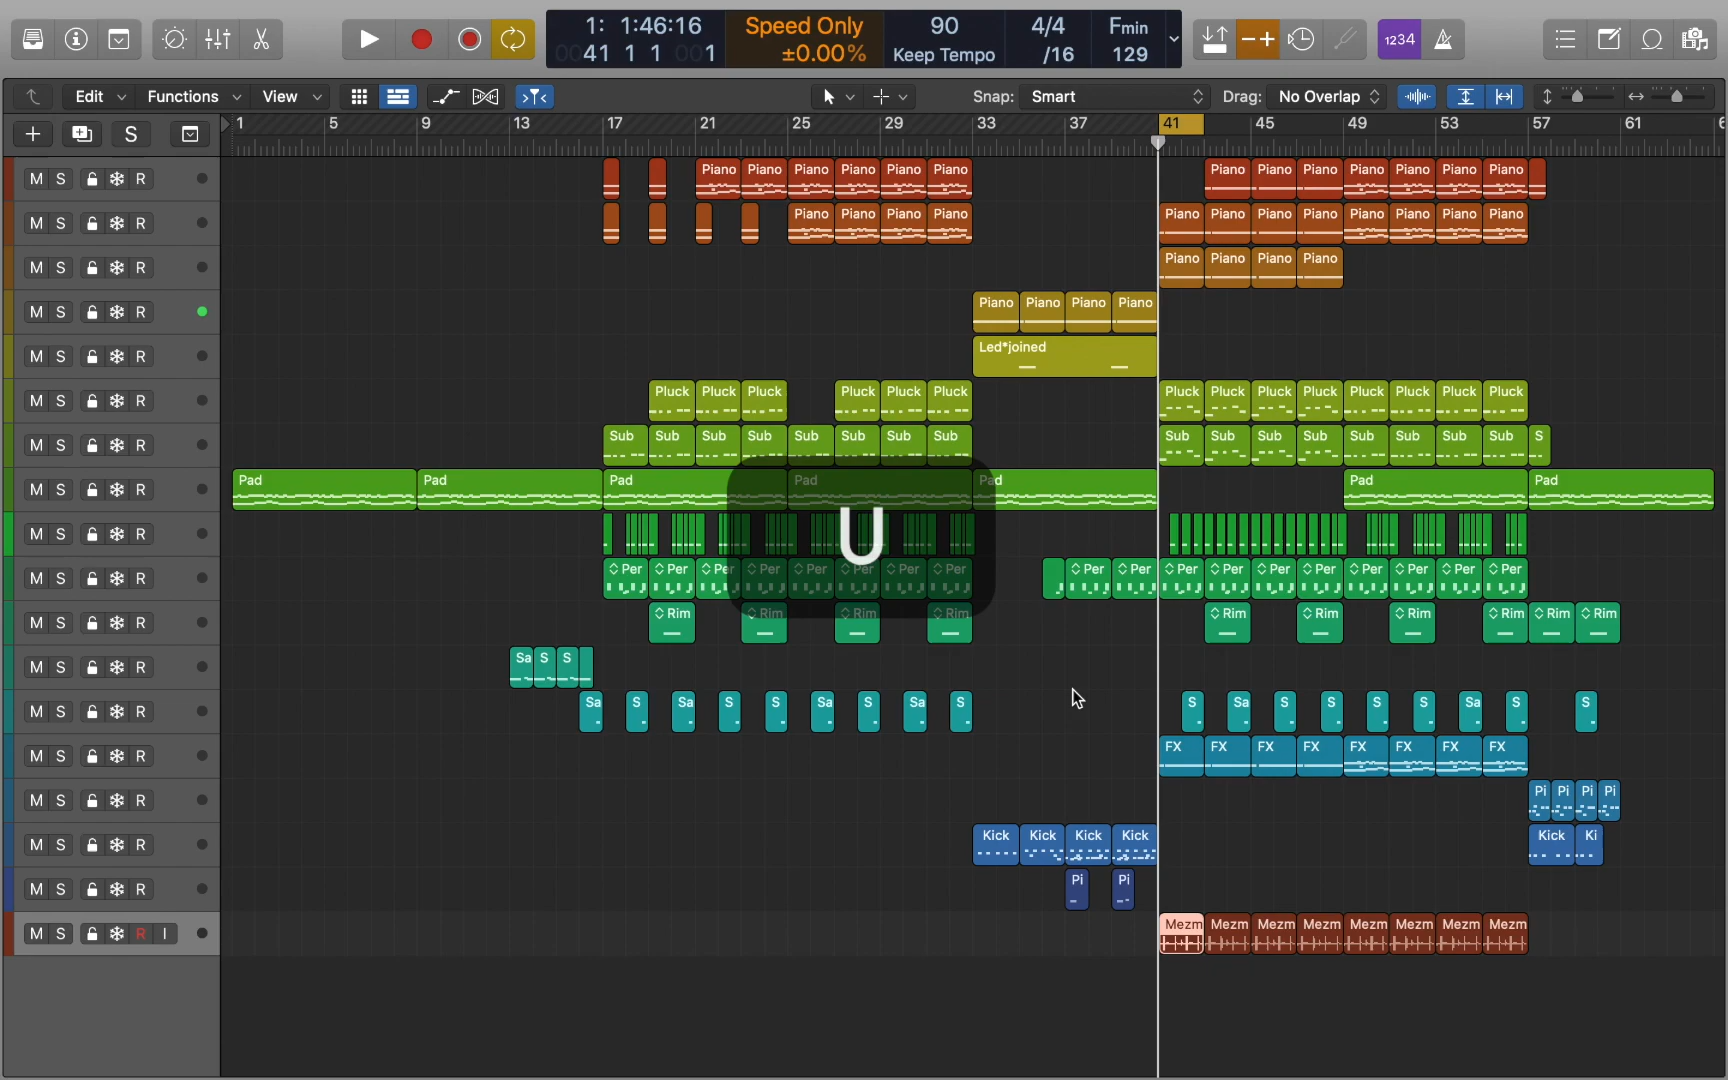 1: 1:46:16 Speed Only 90 4/4 Fmin 1234
0041 1 1 001 ±0.00% Keep Tempo /16 129
Edit Functions View Snap: Smart Drag: No Overlap
S 1 5 9 13 17 21 25 29 33 37 41 45 49 53 57 61 6
M S R Piano Piano Piano Piano Piano Piano Piano Piano Piano Piano Piano Piano Piano
M S R Piano Piano Piano Piano Piano Piano Piano Piano Piano Piano Piano Piano
M S R Piano Piano Piano Piano
M S R Piano Piano Piano Piano
M S R Led*joined
M S R Pluck Pluck Pluck Pluck Pluck Pluck Pluck Pluck Pluck Pluck Pluck Pluck Pluck Pluck
M S R Sub Sub Sub Sub Sub Sub Sub Sub Sub Sub Sub Sub Sub Sub Sub Sub S
M S R Pad Pad Pad Pad Pad Pad Pad
M S R
U
M S R Per Per Per Per Per Per Per Per Per Per Per Per Per Per Per Per Per Per
M S R Rim Rim Rim Rim Rim Rim Rim Rim Rim Rim
M S R Sa S S
M S R Sa S Sa S S Sa S Sa S S Sa S S S S Sa S S
M S R FX FX FX FX FX FX FX FX
M S R Pi Pi Pi Pi
M S R Kick Kick Kick Kick Kick Ki
M S R Pi Pi
M S R I Mezm Mezm Mezm Mezm Mezm Mezm Mezm Mezm